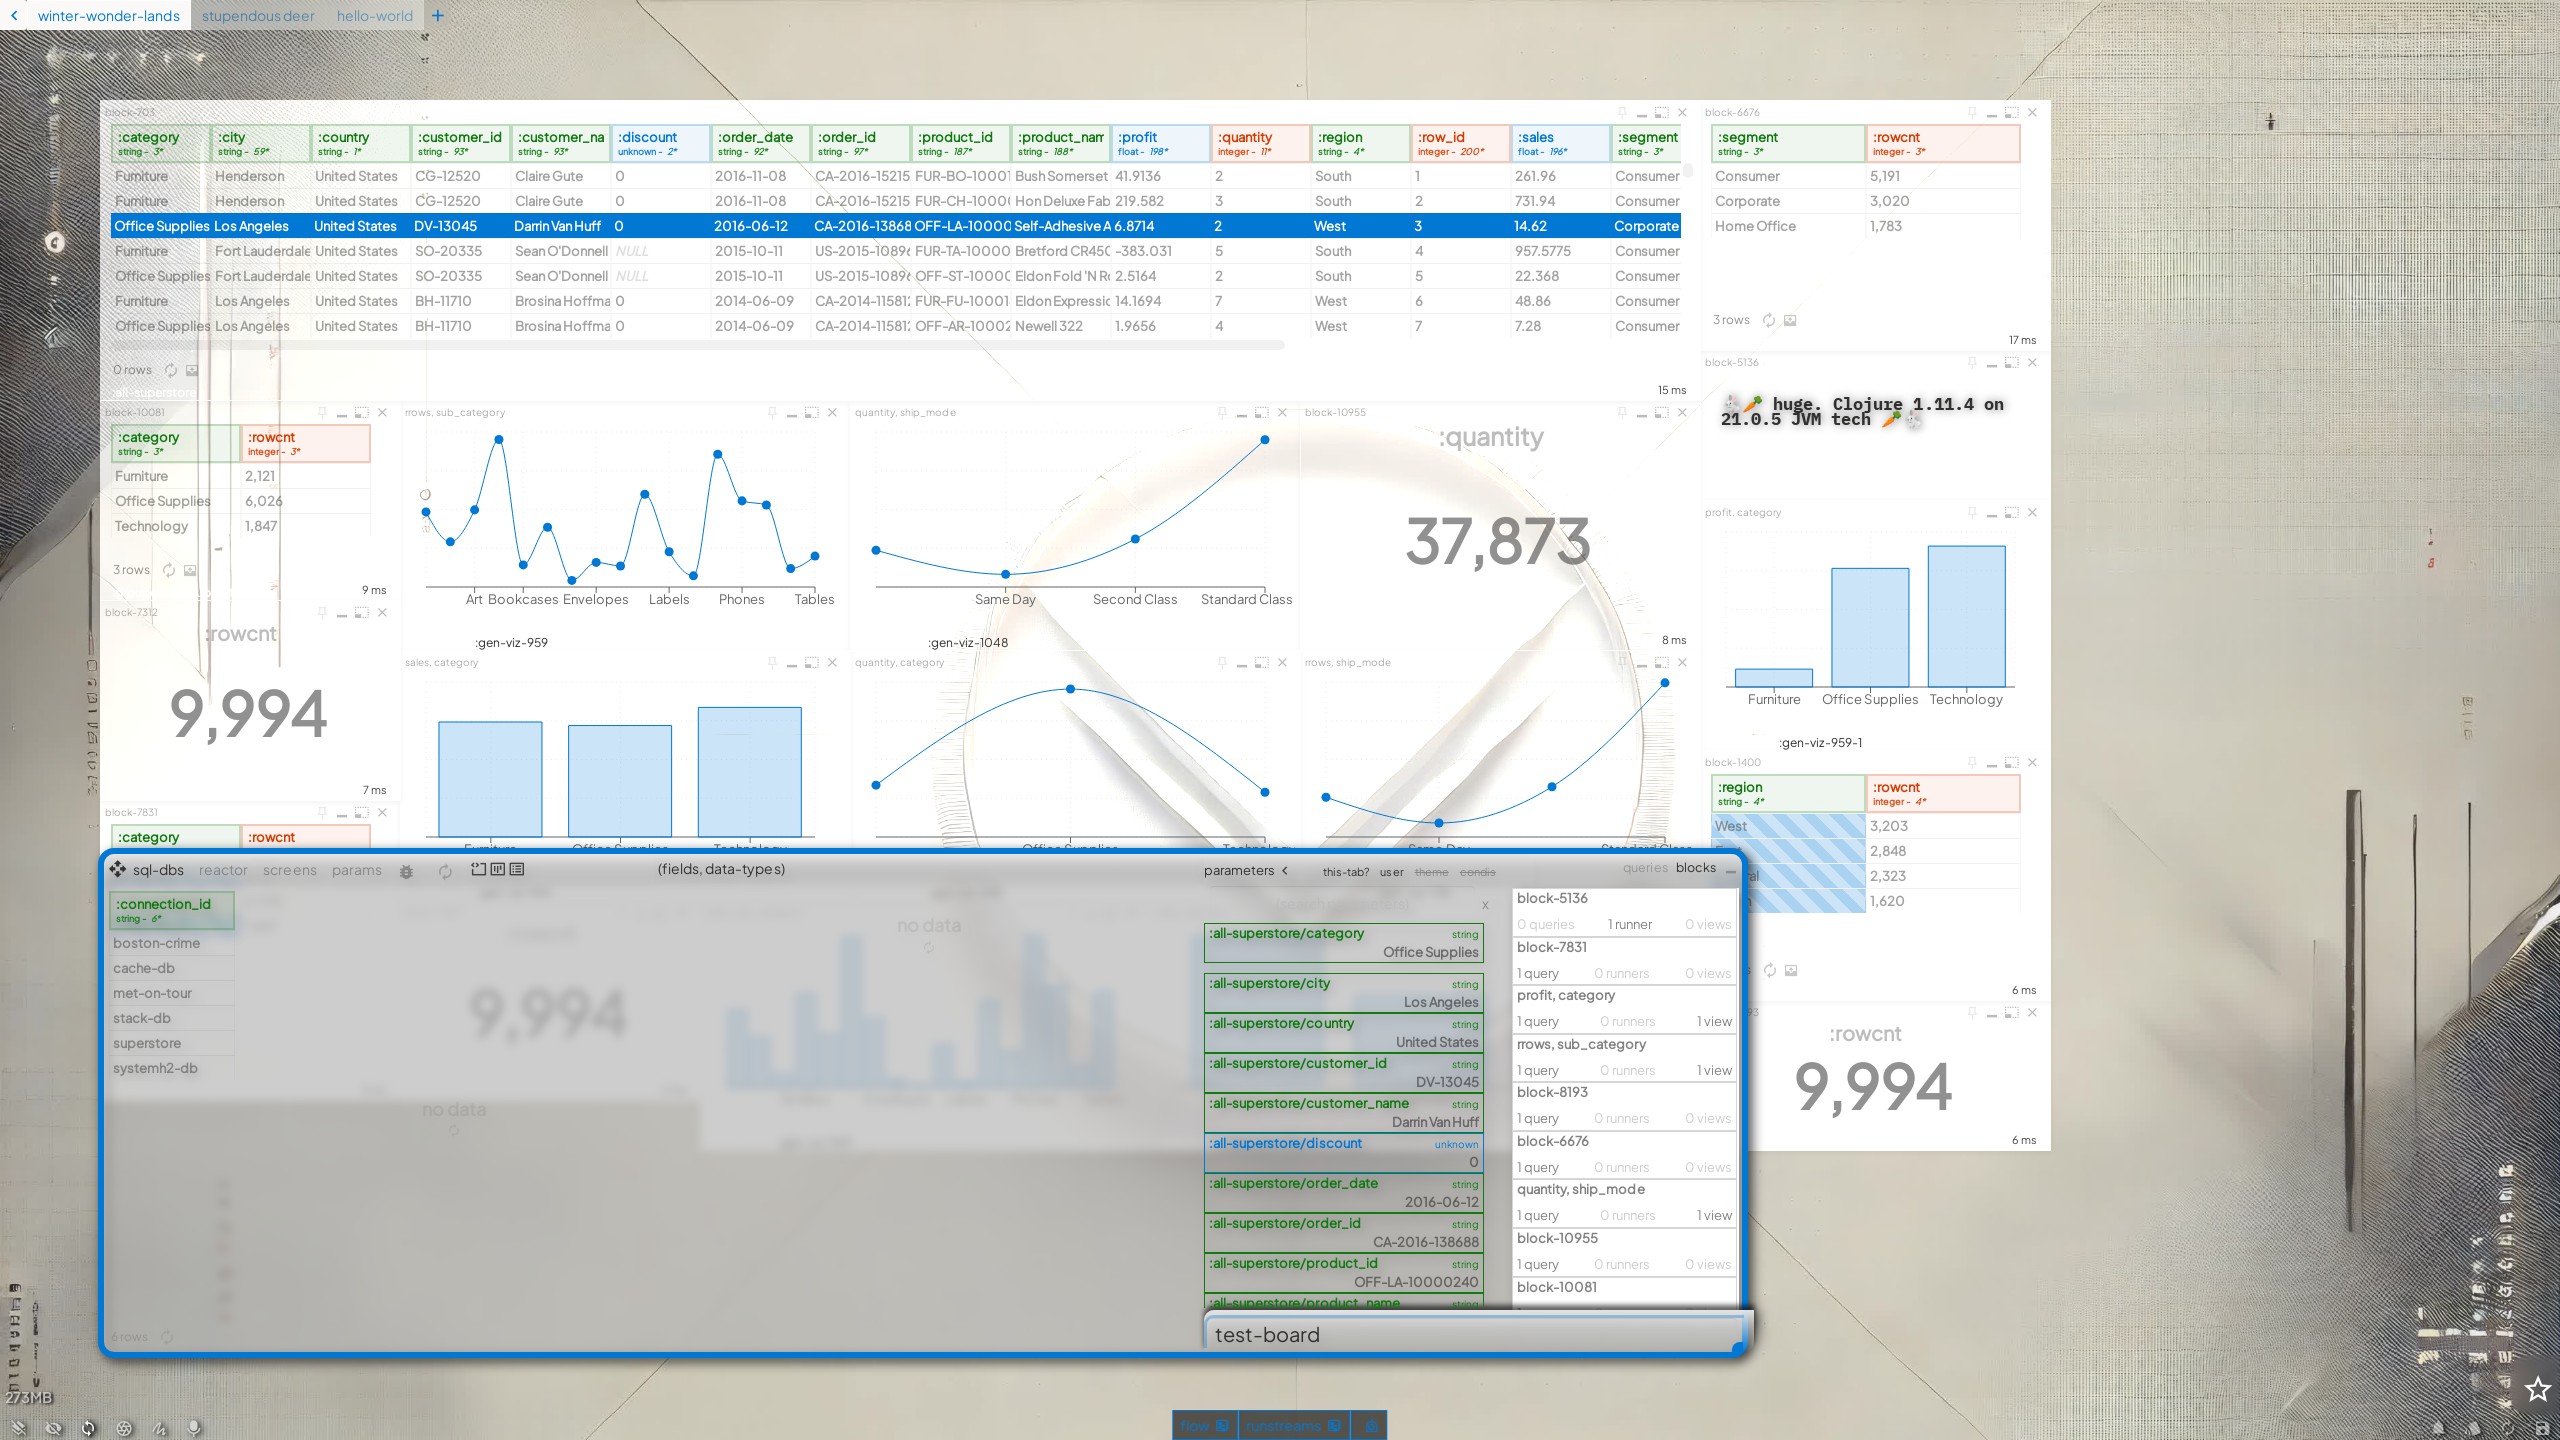 winter-wonder-lands stupendous deer hello-world +
block-703
:category :city :country :customer_id :customer_na :discount :order_date :order_id :product_id :product_nam :profit :quantity :region :row_id :sales :segment
string - 3* string - 59* string - 1* string - 93* string - 93* unknown - 2* string - 92* string - 97* string - 187* string - 188* float - 198* integer - 11* string - 4* integer - 200* float - 196* string - 3*
Furniture Henderson United States CG-12520 Claire Gute 0 2016-11-08 CA-2016-15215 FUR-BO-1000 Bush Somerset 41.9136 2 South 1 261.96 Consumer
Furniture Henderson United States CG-12520 Claire Gute 0 2016-11-08 CA-2016-15215 FUR-CH-1000 Hon Deluxe Fab 219.582 3 South 2 731.94 Consumer
Office Supplies Los Angeles United States DV-13045 Darrin Van Huff 0 2016-06-12 CA-2016-13868 OFF-LA-10000 Self-Adhesive A 6.8714 2 West 3 14.62 Corporate
Furniture Fort Lauderdale United States SO-20335 Sean O'Donnell NULL 2015-10-11 US-2015-1089 FUR-TA-1000 Bretford CR450 -383.031 5 South 4 957.5775 Consumer
Office Supplies Fort Lauderdale United States SO-20335 Sean O'Donnell NULL 2015-10-11 US-2015-1089 OFF-ST-1000 Eldon Fold 'N R 2.5164 2 South 5 22.368 Consumer
Furniture Los Angeles United States BH-11710 Brosina Hoffma 0 2014-06-09 CA-2014-11581 FUR-FU-10001 Eldon Expressio 14.1694 7 West 6 48.86 Consumer
Office Supplies Los Angeles United States BH-11710 Brosina Hoffma 0 2014-06-09 CA-2014-11581 OFF-AR-10002 Newell 322 1.9656 4 West 7 7.28 Consumer
0 rows
:all-superstore
15 ms
block-6676
:segment :rowcnt
string - 3* integer - 3*
Consumer 5,191
Corporate 3,020
Home Office 1,783
3 rows
17 ms
block-5136
🐇🥕 huge. Clojure 1.11.4 on
21.0.5 JVM tech 🥕🐇
block-10081
:category :rowcnt
string - 3* integer - 3*
Furniture 2,121
Office Supplies 6,026
Technology 1,847
3 rows
9 ms
rrows, sub_category
Art Bookcases Envelopes Labels Phones Tables
:gen-viz-959
quantity, ship_mode
Same Day Second Class Standard Class
:gen-viz-1048
block-10955
:quantity
37,873
8 ms
profit, category
Furniture Office Supplies Technology
:gen-viz-959-1
block-7312
:rowcnt
9,994
7 ms
sales, category
Furniture Office Supplies Technology
quantity, category
Office Supplies Technology
rrows, ship_mode
Same Day Standard Class
block-1400
:region :rowcnt
string - 4* integer - 4*
West 3,203
2,848
2,323
1,620
6 ms
block-7831
:category :rowcnt
sql-dbs reactor screens params
(fields, data-types)
:connection_id
string - 6*
boston-crime
cache-db
met-on-tour
stack-db
superstore
systemh2-db
6 rows
no data
9,994
no data
parameters < this-tab? user theme condis
x
:all-superstore/category string
Office Supplies
:all-superstore/city string
Los Angeles
:all-superstore/country string
United States
:all-superstore/customer_id string
DV-13045
:all-superstore/customer_name string
Darrin Van Huff
:all-superstore/discount unknown
0
:all-superstore/order_date string
2016-06-12
:all-superstore/order_id string
CA-2016-138688
:all-superstore/product_id string
OFF-LA-10000240
:all-superstore/product_name string
queries blocks
block-5136
0 queries 1 runner 0 views
block-7831
1 query 0 runners 0 views
profit, category
1 query 0 runners 1 view
rrows, sub_category
1 query 0 runners 1 view
block-8193
1 query 0 runners 0 views
block-6676
1 query 0 runners 0 views
quantity, ship_mode
1 query 0 runners 1 view
block-10955
1 query 0 runners 0 views
block-10081
test-board
:rowcnt
9,994
6 ms
273MB
flow runstreams